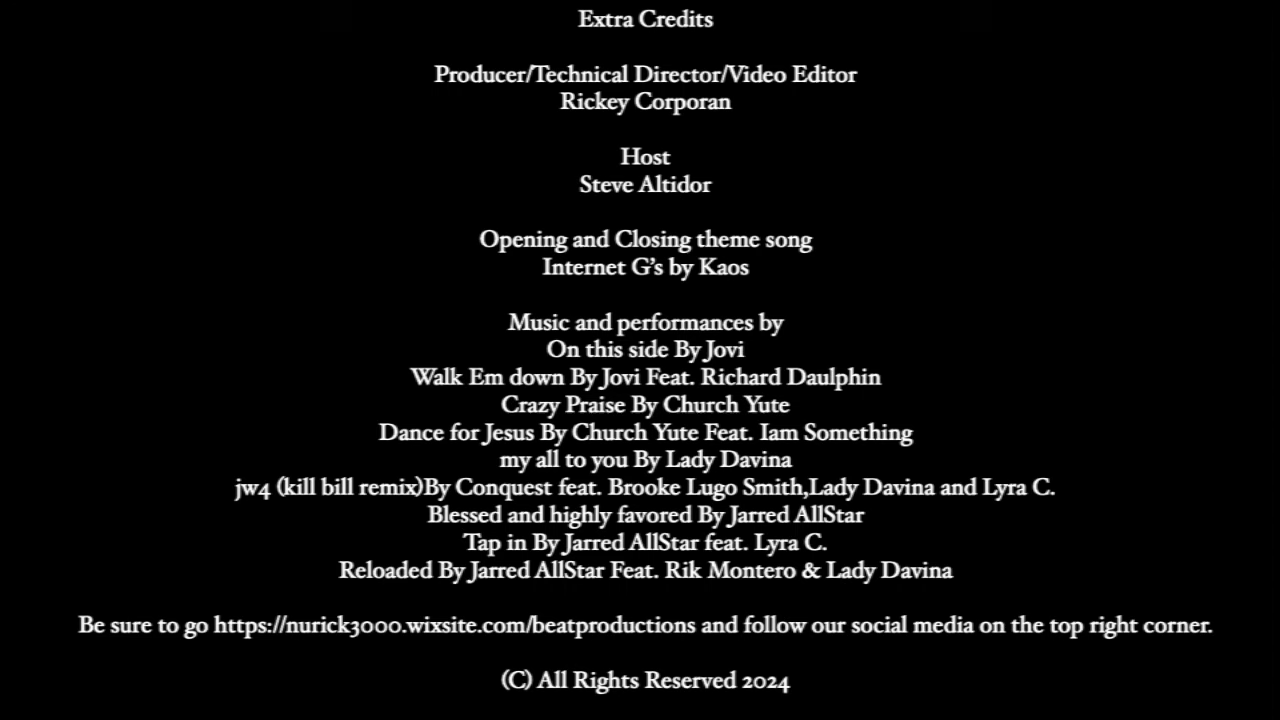 Extra Credits
Producer/Technical Director/Video Editor
Rickey Corporan
Host
Steve Altidor
Opening and Closing theme song
Internet G’s by Kaos
Music and performances by
On this side By Jovi
Walk Em down By Jovi Feat. Richard Daulphin
Crazy Praise By Church Yute
Dance for Jesus By Church Yute Feat. Iam Something
my all to you By Lady Davina
jw4 (kill bill remix)By Conquest feat. Brooke Lugo Smith,Lady Davina and Lyra C.
Blessed and highly favored By Jarred AllStar
Tap in By Jarred AllStar feat. Lyra C.
Reloaded By Jarred AllStar Feat. Rik Montero & Lady Davina
Be sure to go https://nurick3000.wixsite.com/beatproductions and follow our social media on the top right corner.
(C) All Rights Reserved 2024